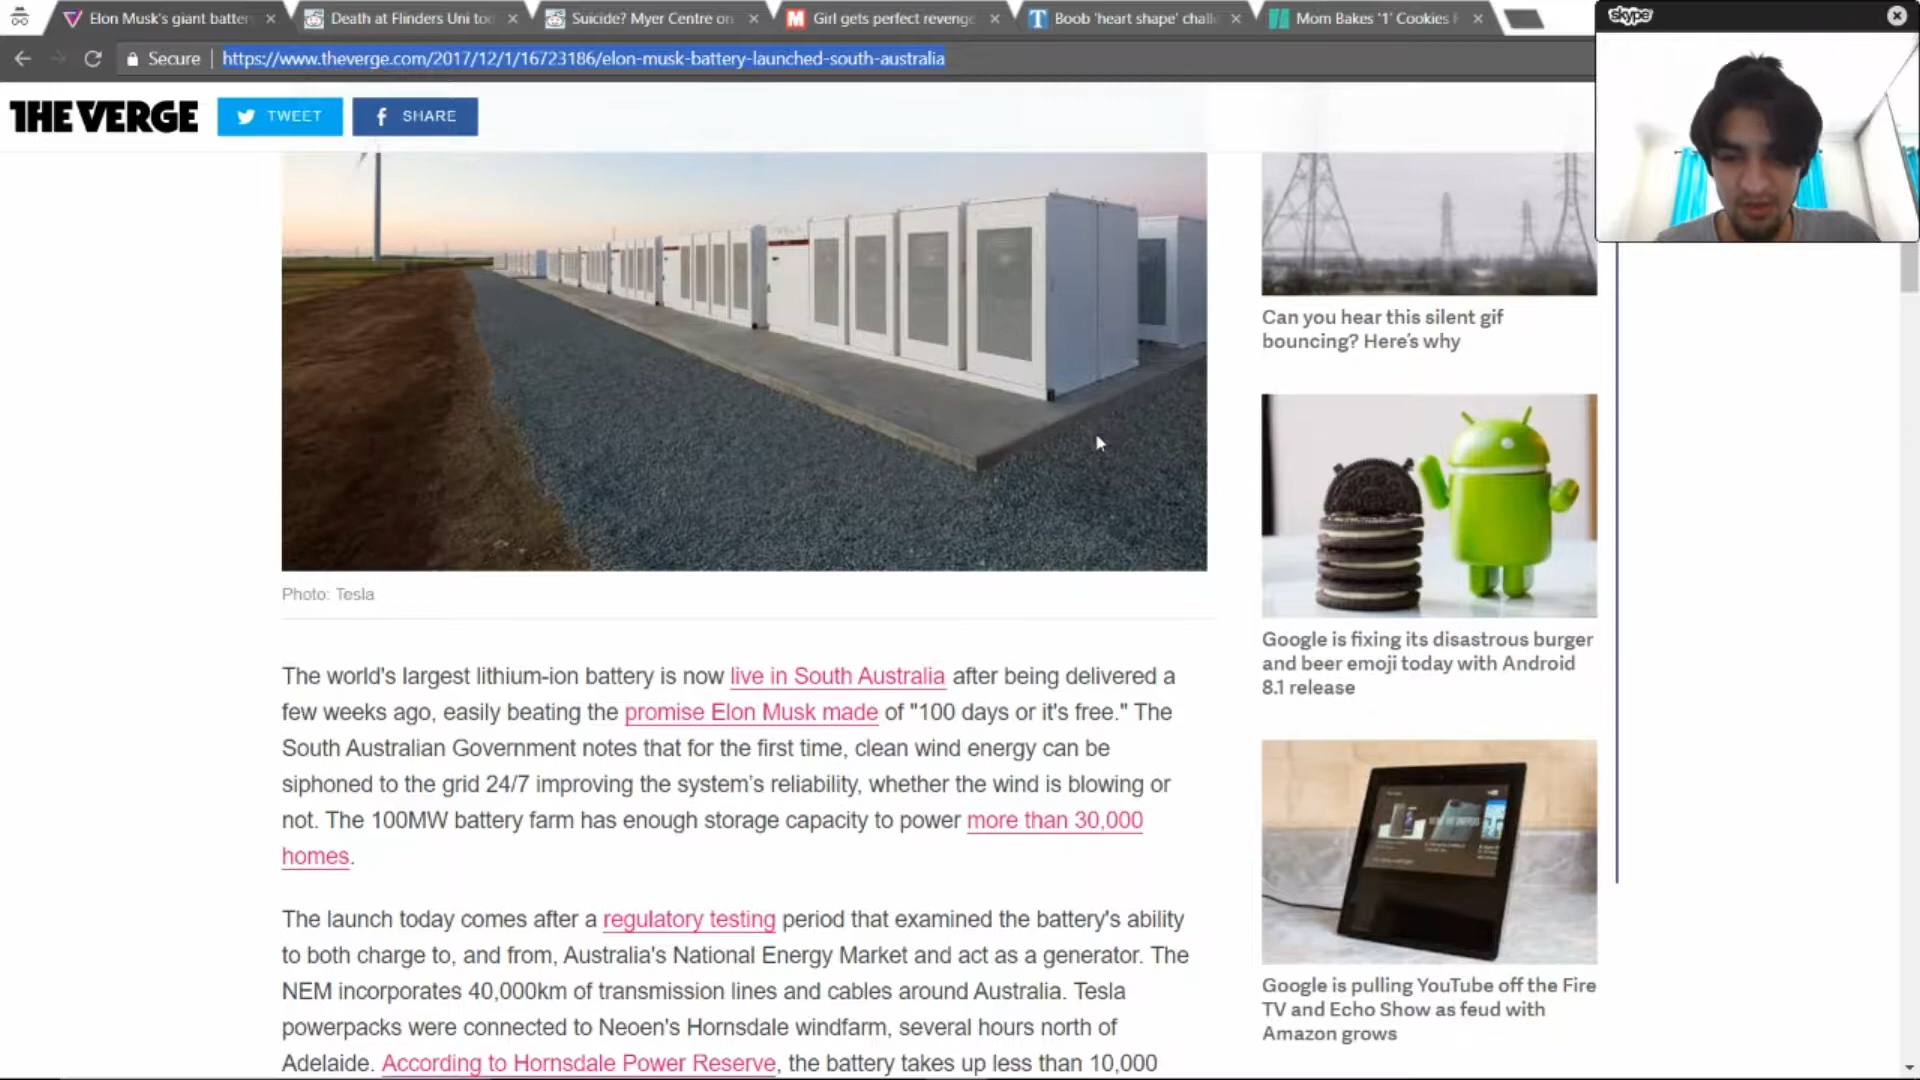 Elon Musk's giant batter
Death at Flinders Uni too
Suicide? Myer Centre on
Girl gets perfect revenge
Boob 'heart shape' chall
Mom Bakes '1' Cookies F
skype
Secure
https://www.theverge.com/2017/12/1/16723186/elon-musk-battery-launched-south-australia
THE VERGE
TWEET
SHARE
Can you hear this silent gif
bouncing? Here's why
Photo: Tesla
Google is fixing its disastrous burger
and beer emoji today with Android
8.1 release
The world's largest lithium-ion battery is now live in South Australia after being delivered a
few weeks ago, easily beating the promise Elon Musk made of "100 days or it's free." The
South Australian Government notes that for the first time, clean wind energy can be
siphoned to the grid 24/7 improving the system's reliability, whether the wind is blowing or
not. The 100MW battery farm has enough storage capacity to power more than 30,000
homes.
The launch today comes after a regulatory testing period that examined the battery's ability
to both charge to, and from, Australia's National Energy Market and act as a generator. The
NEM incorporates 40,000km of transmission lines and cables around Australia. Tesla
powerpacks were connected to Neoen's Hornsdale windfarm, several hours north of
Adelaide. According to Hornsdale Power Reserve, the battery takes up less than 10,000
Google is pulling YouTube off the Fire
TV and Echo Show as feud with
Amazon grows